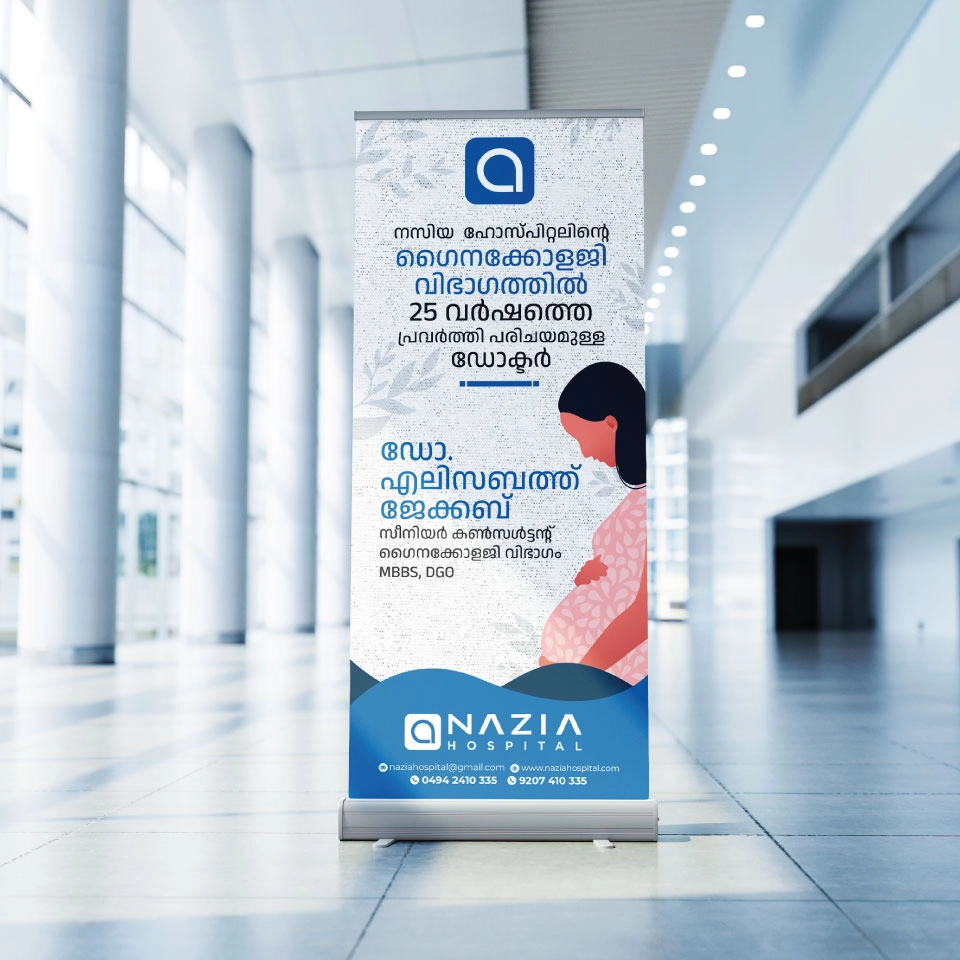 നസിയ ഹോസ്പിറ്റലിന്റെ
ഗൈനക്കോളജി
വിഭാഗത്തിൽ
25 വർഷത്തെ
പ്രവർത്തി പരിചയമുള്ള
ഡോക്ടർ
ഡോ.
എലിസബത്ത്
ജേക്കബ്
സീനിയർ കൺസൾട്ടന്റ്
ഗൈനക്കോളജി വിഭാഗം
MBBS, DGO
NAZIA
HOSPITAL
naziahospital@gmail.com www.naziahospital.com
0494 2410 335 9207 410 335